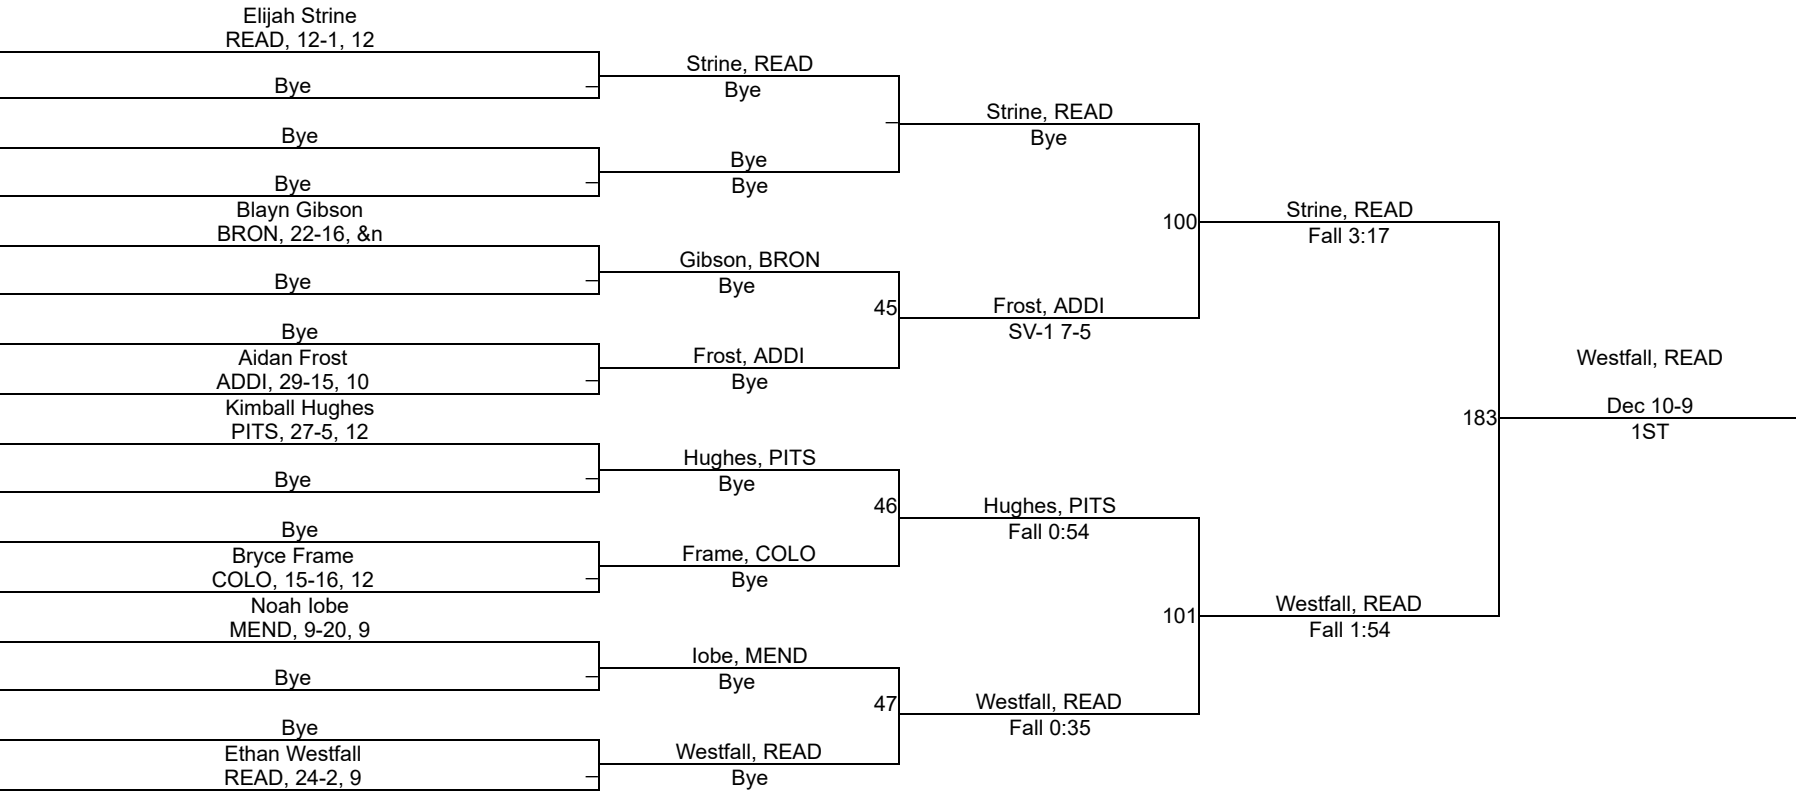 Elijah Strine
READ, 12-1, 12
Bye
Bye
Bye
Blayn Gibson
BRON, 22-16, &n
Bye
Bye
Aidan Frost
ADDI, 29-15, 10
Kimball Hughes
PITS, 27-5, 12
Bye
Bye
Bryce Frame
COLO, 15-16, 12
Noah Iobe
MEND, 9-20, 9
Bye
Bye
Ethan Westfall
READ, 24-2, 9
Strine, READ
Bye
Bye
Bye
Gibson, BRON
Bye
Frost, ADDI
Bye
Hughes, PITS
Bye
Frame, COLO
Bye
Iobe, MEND
Bye
Westfall, READ
Bye
45
46
47
Strine, READ
Bye
Frost, ADDI
SV-1 7-5
Hughes, PITS
Fall 0:54
Westfall, READ
Fall 0:35
100
101
Strine, READ
Fall 3:17
Westfall, READ
Fall 1:54
183
Westfall, READ
Dec 10-9
1ST